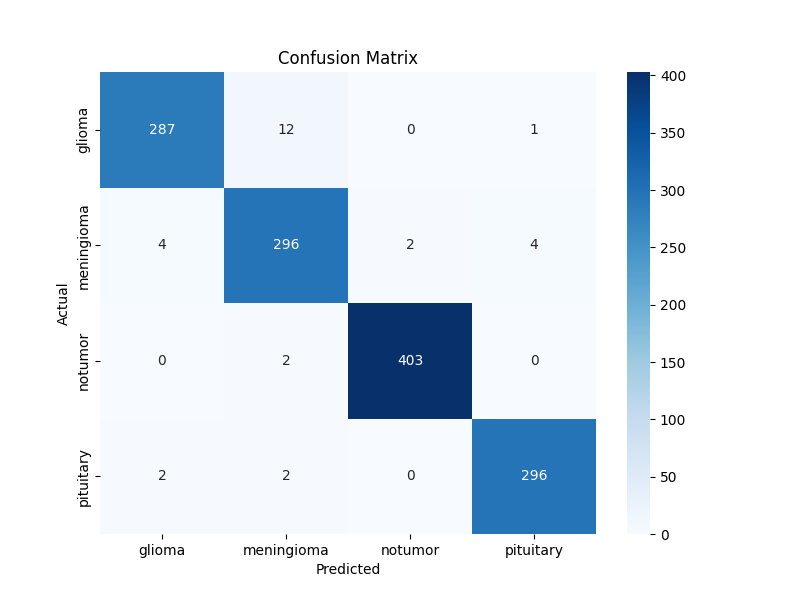 Confusion Matrix
Actual
glioma 287 12 0 1
meningioma 4 296 2 4
notumor 0 2 403 0
pituitary 2 2 0 296
glioma meningioma notumor pituitary
Predicted
400
350
300
250
200
150
100
50
0